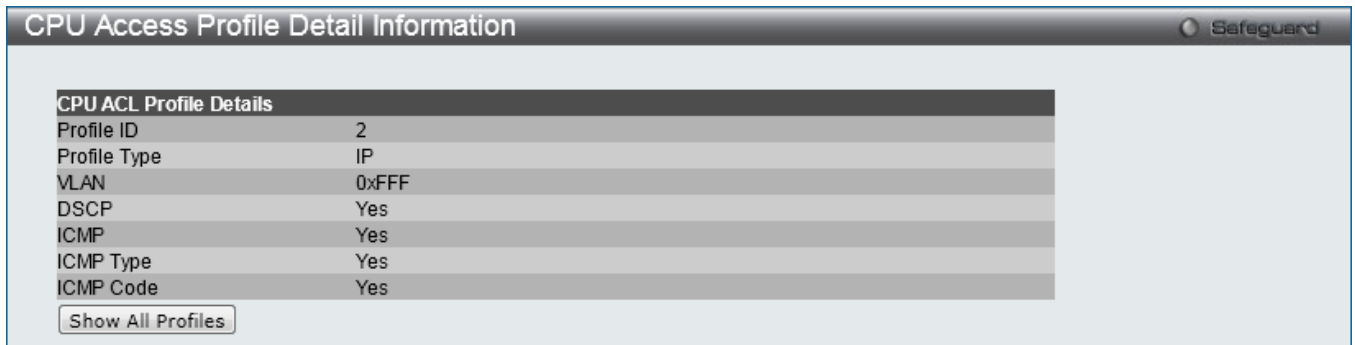 CPU Access Profile Detail Information
Safeguard
CPU ACL Profile Details
Profile ID 2
Profile Type IP
VLAN 0xFFF
DSCP Yes
ICMP Yes
ICMP Type Yes
ICMP Code Yes
Show All Profiles